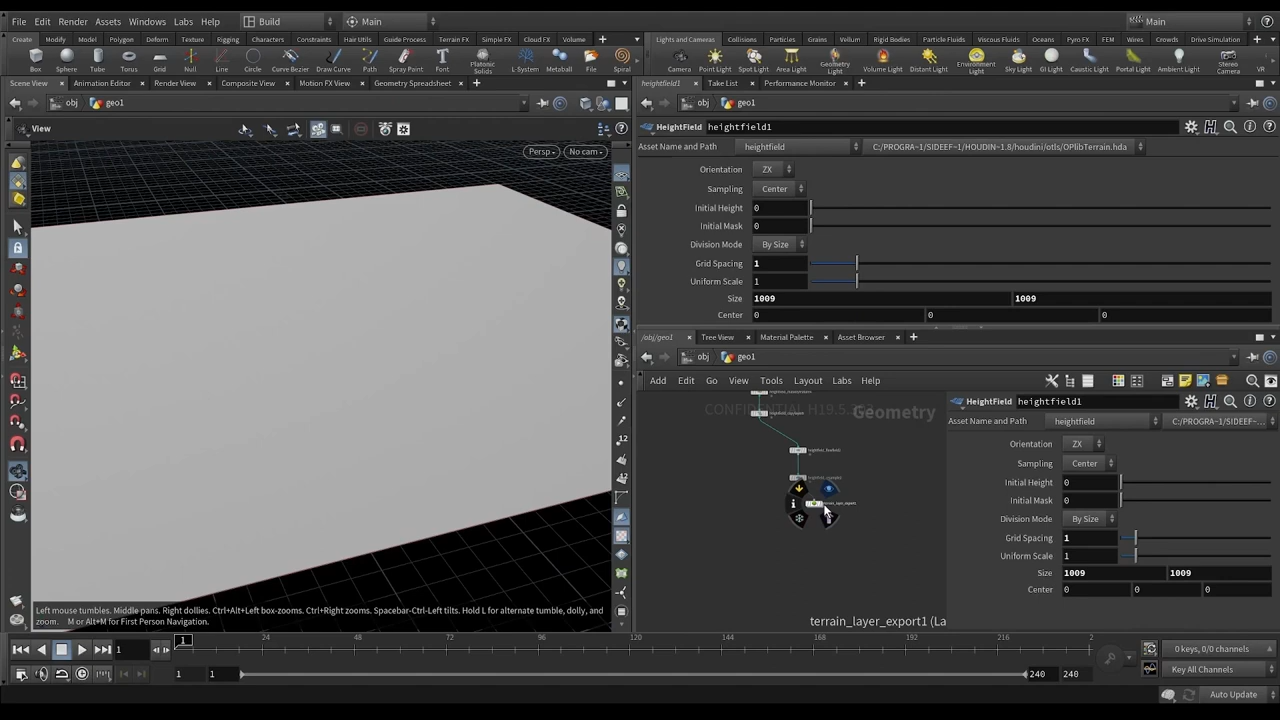 File Edit Render Assets Windows Labs Help Build Main Main
Create Modify Model Polygon Deform Texture Rigging Characters Constraints Hair Utils Guide Process Terrain FX Simple FX Cloud FX Volume
Lights and Cameras Collisions Particles Grains Vellum Rigid Bodies Particle Fluids Viscous Fluids Oceans Pyro FX FEM Wires Crowds Drive Simulation
Box Sphere Tube Torus Grid Null Line Circle Curve Bezier Draw Curve Path Spray Paint Font Platonic Solids L-System Metaball File Spiral
Camera Point Light Spot Light Area Light Geometry Light Volume Light Distant Light Environment Light Sky Light GI Light Caustic Light Portal Light Ambient Light Stereo Camera VR
Scene View Animation Editor Render View Composite View Motion FX View Geometry Spreadsheet
heightfield1 Take List Performance Monitor
obj geo1
obj geo1
View
HeightField heightfield1
Asset Name and Path heightfield C:/PROGRA~1/SIDEEF~1/HOUDIN~1.8/houdini/otls/OPlibTerrain.hda
Persp No cam
Orientation ZX
Sampling Center
Initial Height 0
Initial Mask 0
Division Mode By Size
Grid Spacing 1
Uniform Scale 1
Size 1009 1009
Center 0 0 0
/obj/geo1 Tree View Material Palette Asset Browser
obj geo1
Add Edit Go View Tools Layout Labs Help
Geometry
HeightField heightfield1
Asset Name and Path heightfield C:/PROGRA~1/SIDEEF~...
Orientation ZX
Sampling Center
Initial Height 0
Initial Mask 0
Division Mode By Size
Grid Spacing 1
Uniform Scale 1
Size 1009 1009
Center 0 0 0
12
12
Left mouse tumbles. Middle pans. Right dollies. Ctrl+Alt+Left box-zooms. Ctrl+Right zooms. Spacebar-Ctrl-Left tilts. Hold L for alternate tumble, dolly, and
zoom. M or Alt+M for First Person Navigation.
terrain_layer_export1 (La
1 24 48 72 96 120 144 168 192 216 2
1
0 keys, 0/0 channels
1 1 240 240
Key All Channels
Auto Update